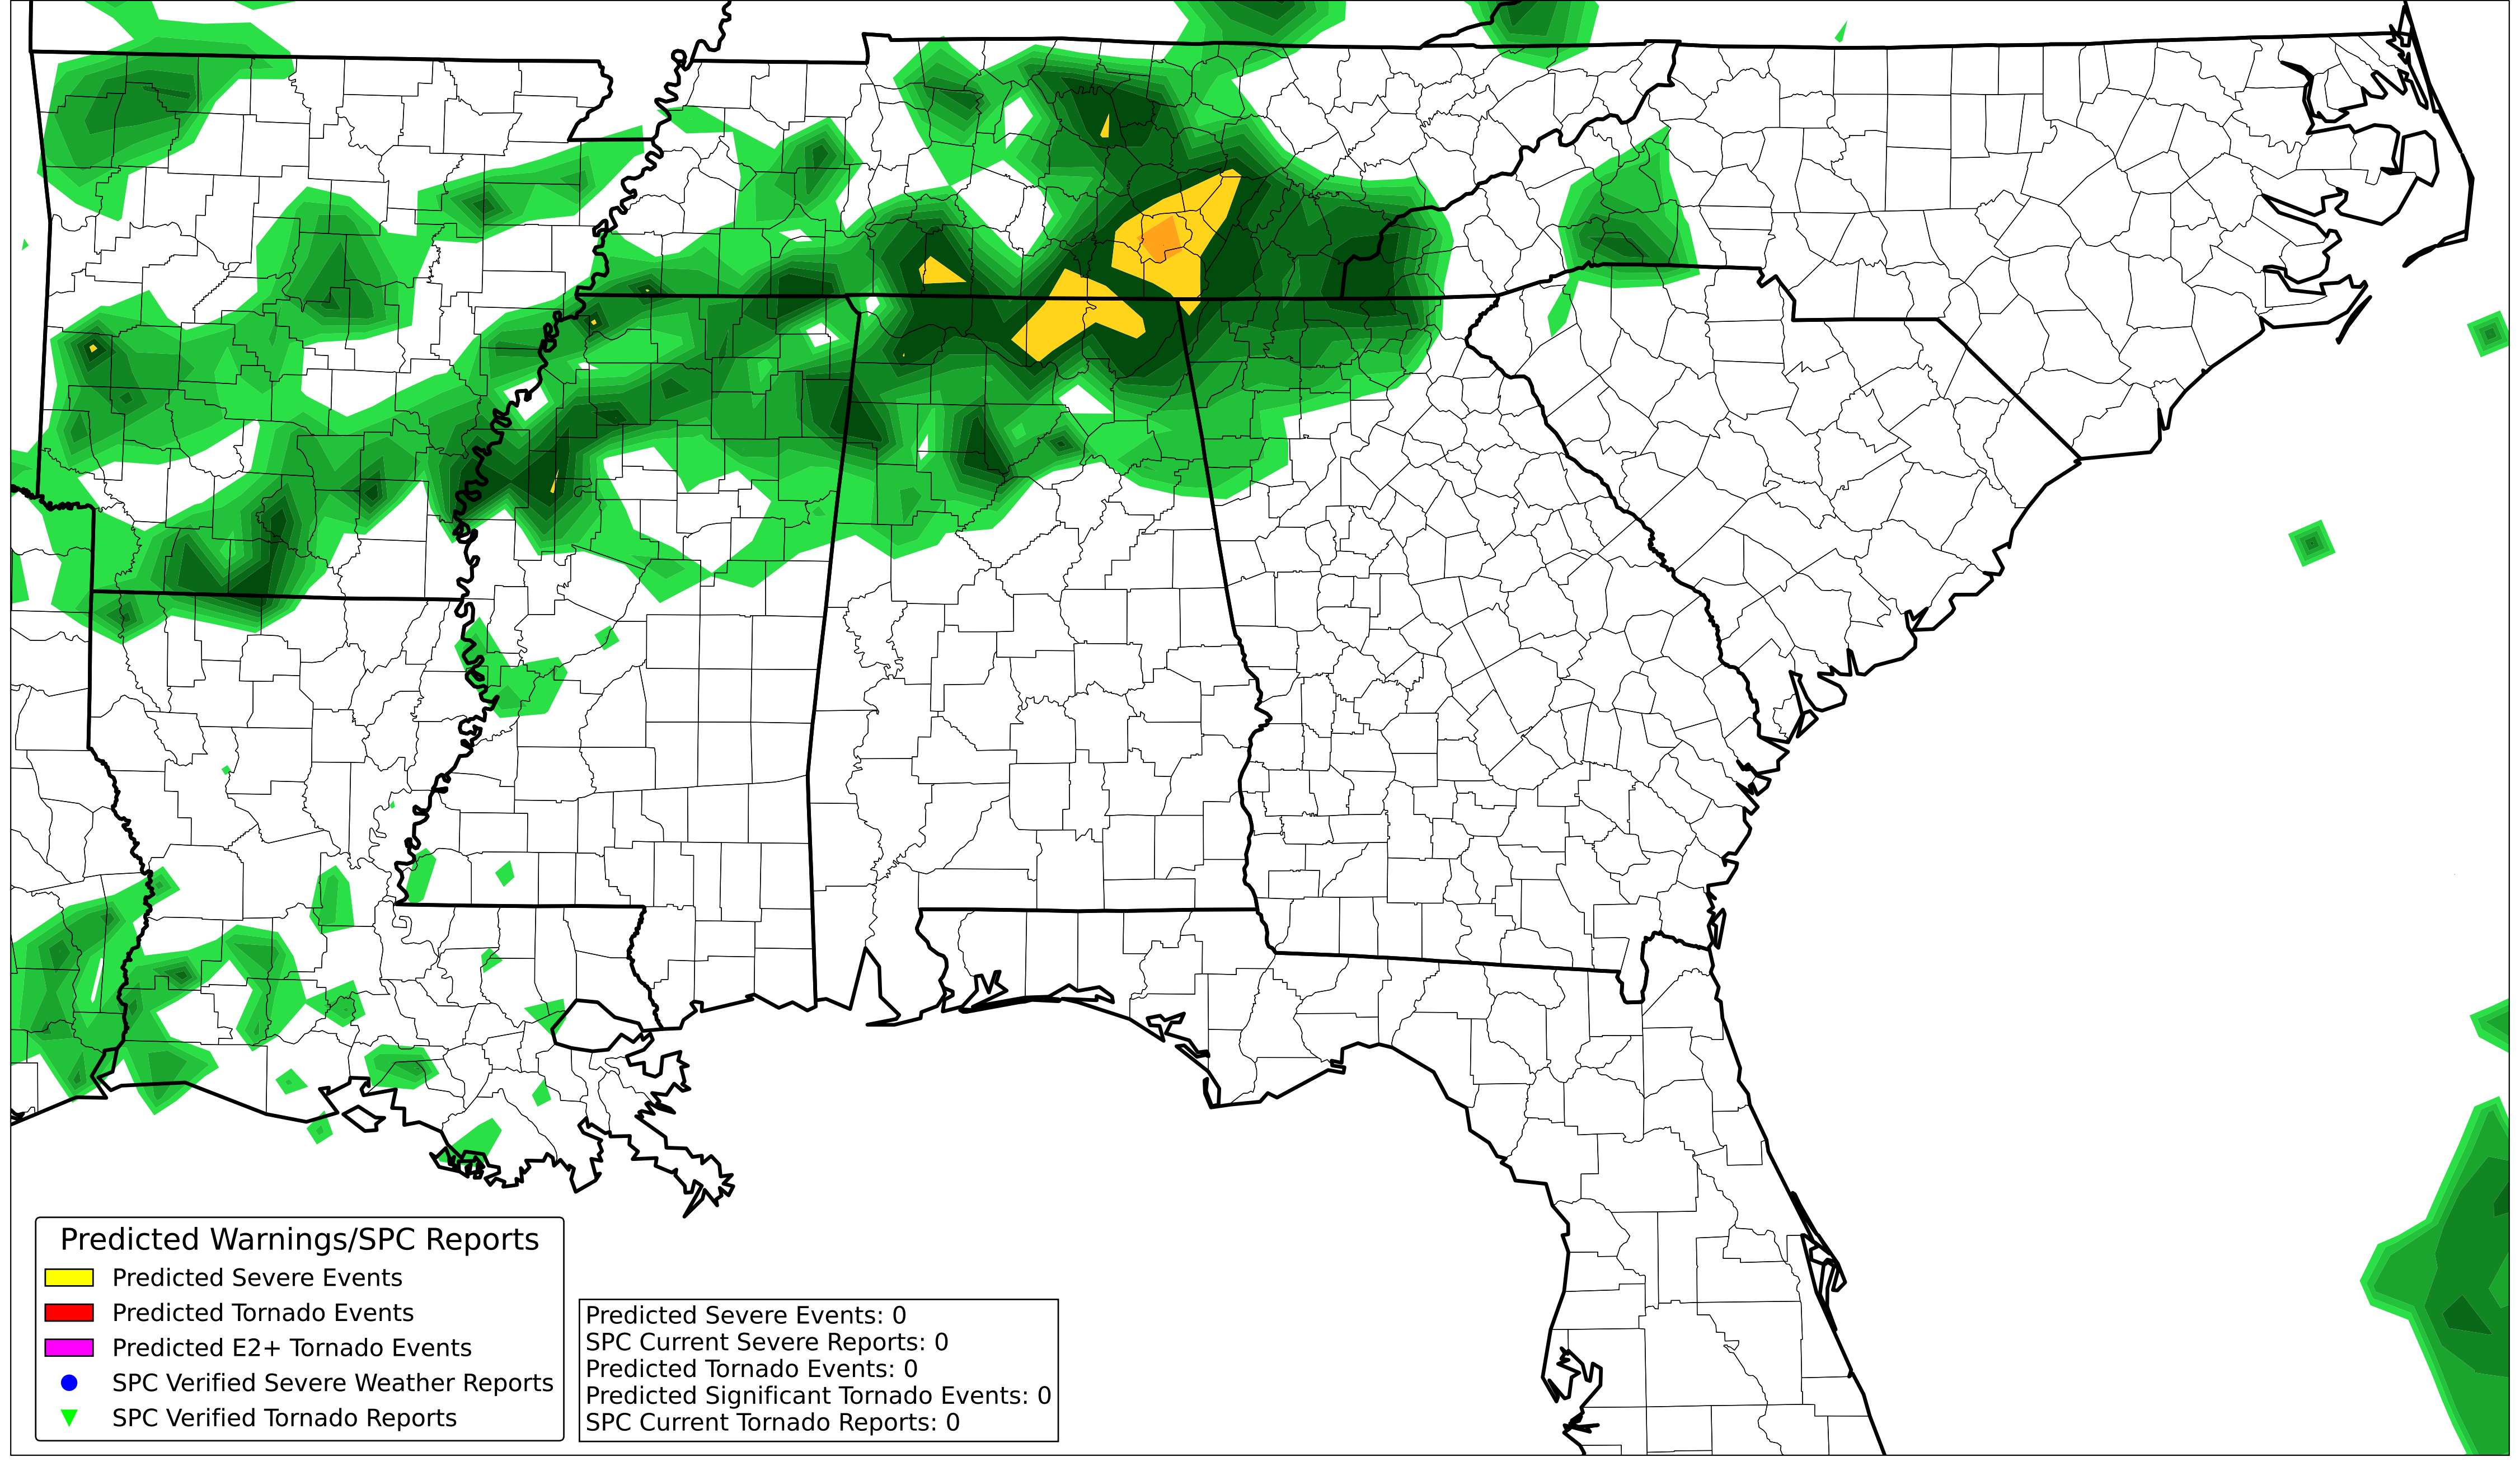 Predicted Warnings/SPC Reports
Predicted Severe Events
Predicted Tornado Events
Predicted E2+ Tornado Events
SPC Verified Severe Weather Reports
SPC Verified Tornado Reports
Predicted Severe Events: 0
SPC Current Severe Reports: 0
Predicted Tornado Events: 0
Predicted Significant Tornado Events: 0
SPC Current Tornado Reports: 0